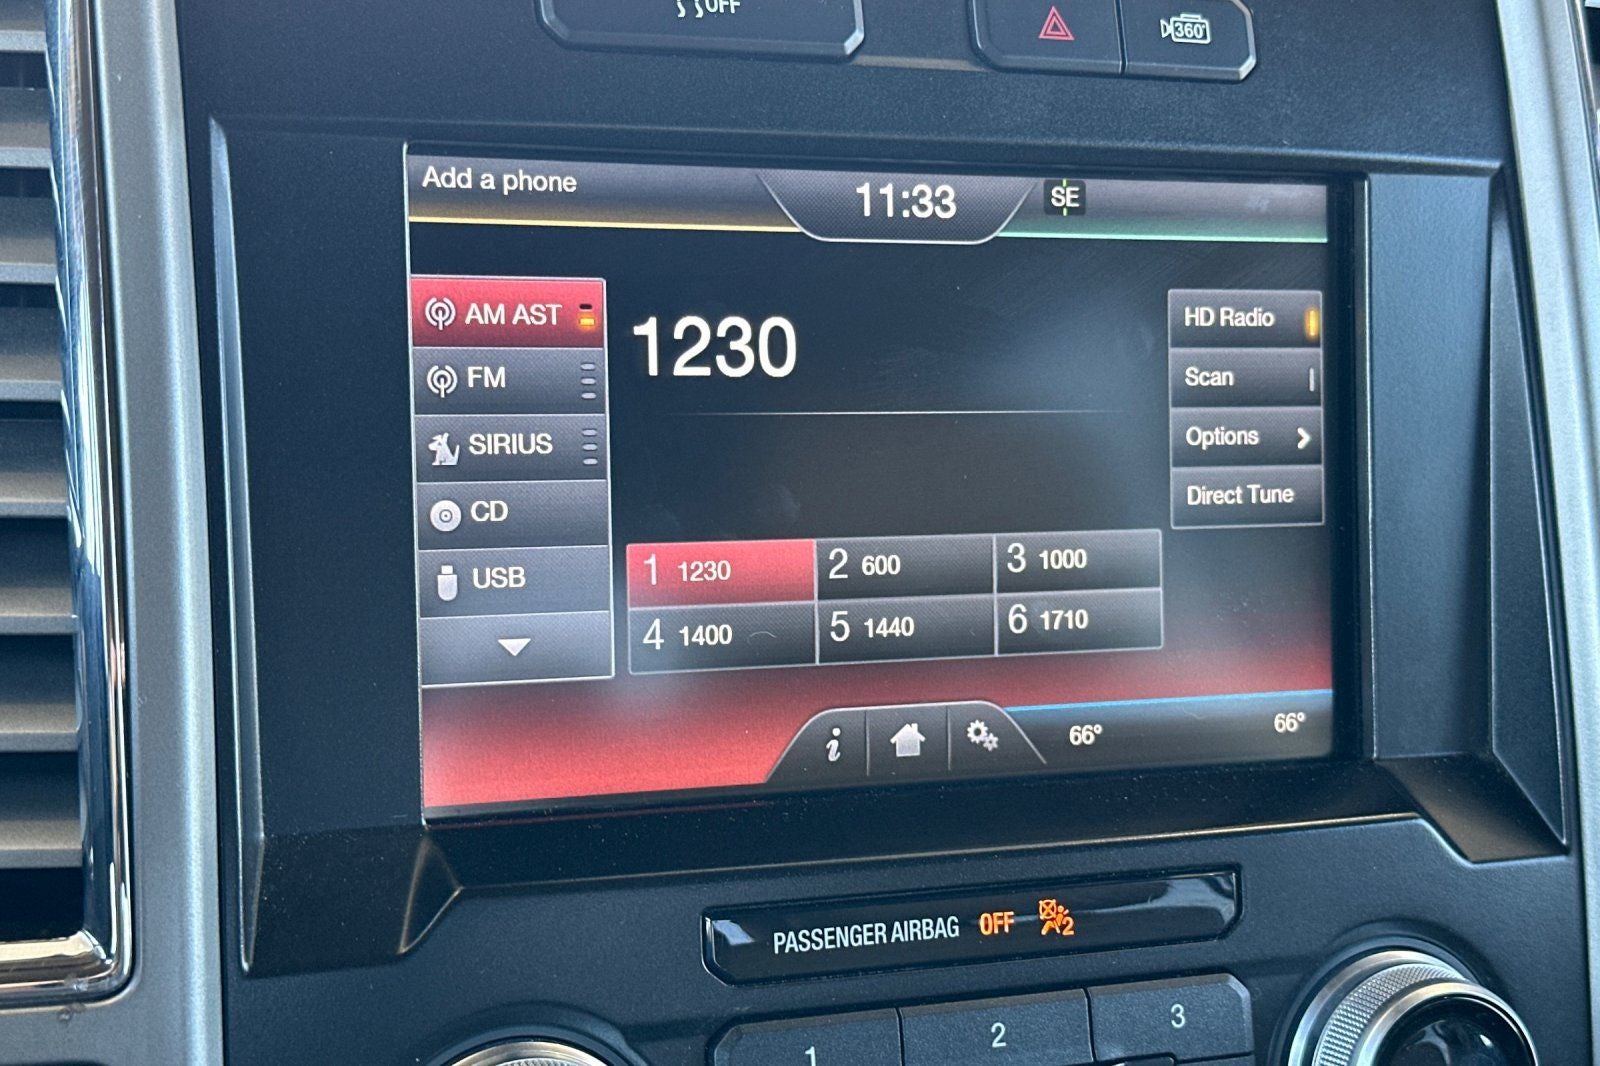 OFF
360°
Add a phone
11:33
SE
AM AST
FM
SIRIUS
CD
USB
1230
HD Radio
Scan
Options
Direct Tune
1 1230
2 600
3 1000
4 1400
5 1440
6 1710
i
66°
66°
PASSENGER AIRBAG OFF
2
1
2
3